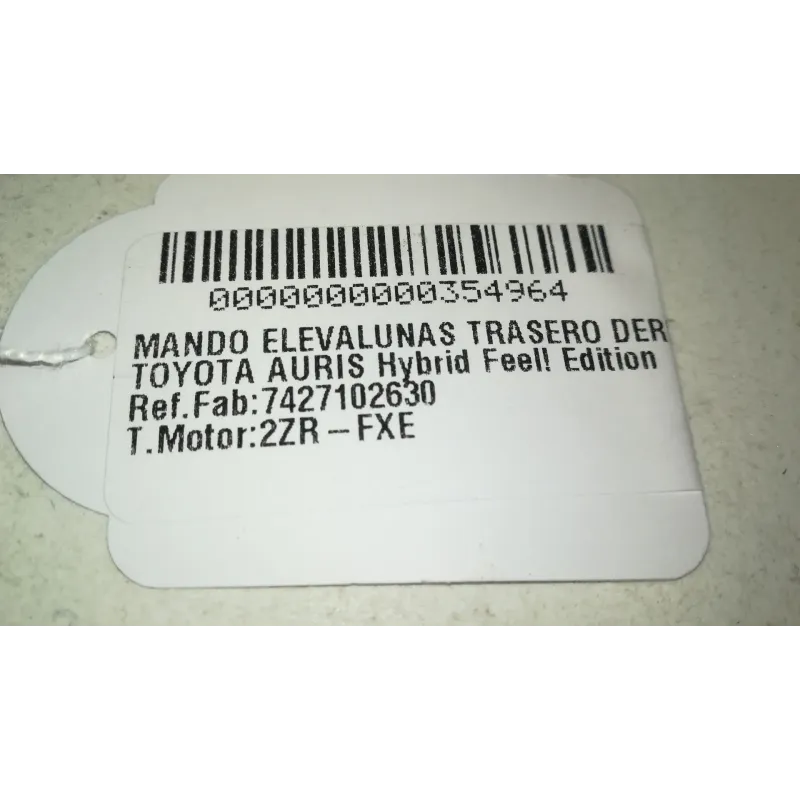 0000000000354964
MANDO ELEVALUNAS TRASERO DER
TOYOTA AURIS Hybrid Feel! Edition
Ref.Fab:7427102630
T.Motor:2ZR-FXE